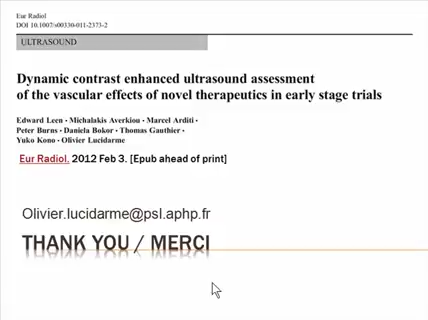 Eur Radiol
DOI 10.1007/s00330-011-2373-2
ULTRASOUND
Dynamic contrast enhanced ultrasound assessment
of the vascular effects of novel therapeutics in early stage trials
Edward Leen • Michalakis Averkiou • Marcel Arditi •
Peter Burns • Daniela Bokor • Thomas Gauthier •
Yuko Kono • Olivier Lucidarme
Eur Radiol. 2012 Feb 3. [Epub ahead of print]
Olivier.lucidarme@psl.aphp.fr
THANK YOU / MERCI